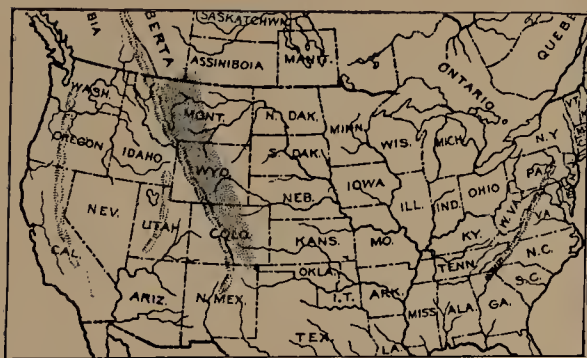 SASKATCHWN
BIA
BERTA
QUEBE
ASSINIBOIA
MANIT.
ONTARIO
WASH.
MONT.
N. DAK.
MINN.
VT.
OREGON
IDAHO
S. DAK.
WIS.
MICH.
N.Y
WYO.
IOWA
PA.
NEB.
NEV.
UTAH
COLO.
ILL.
IND.
OHIO
W. VA.
VA.
CAL.
KANS.
MO.
KY.
N.C.
OKLA.
TENN.
ARIZ.
N. MEX.
I.T.
ARK.
S.C.
MISS.
ALA.
GA.
TEX.
LA.